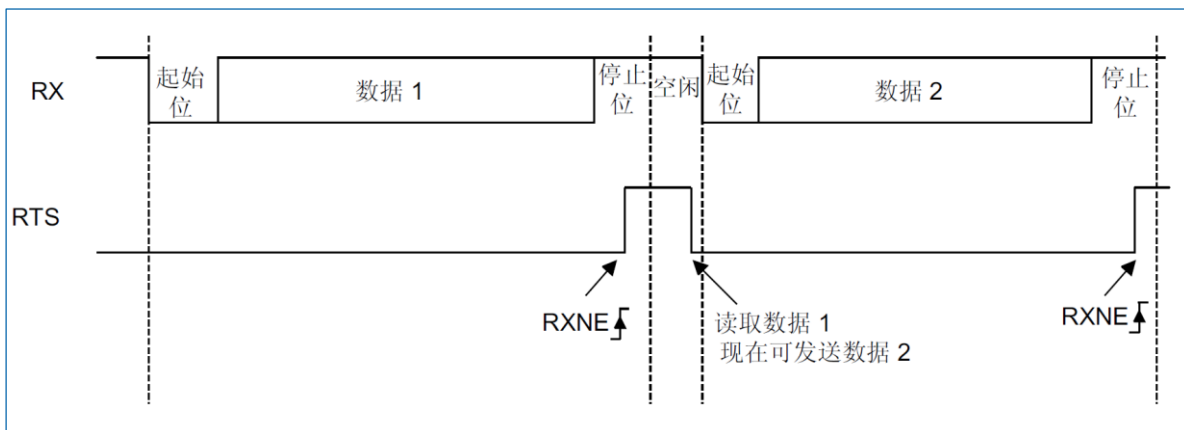 RX
起始
位
数据 1
停止
位
空闲
起始
位
数据 2
停止
位
RTS
RXNE
读取数据 1
现在可发送数据 2
RXNE